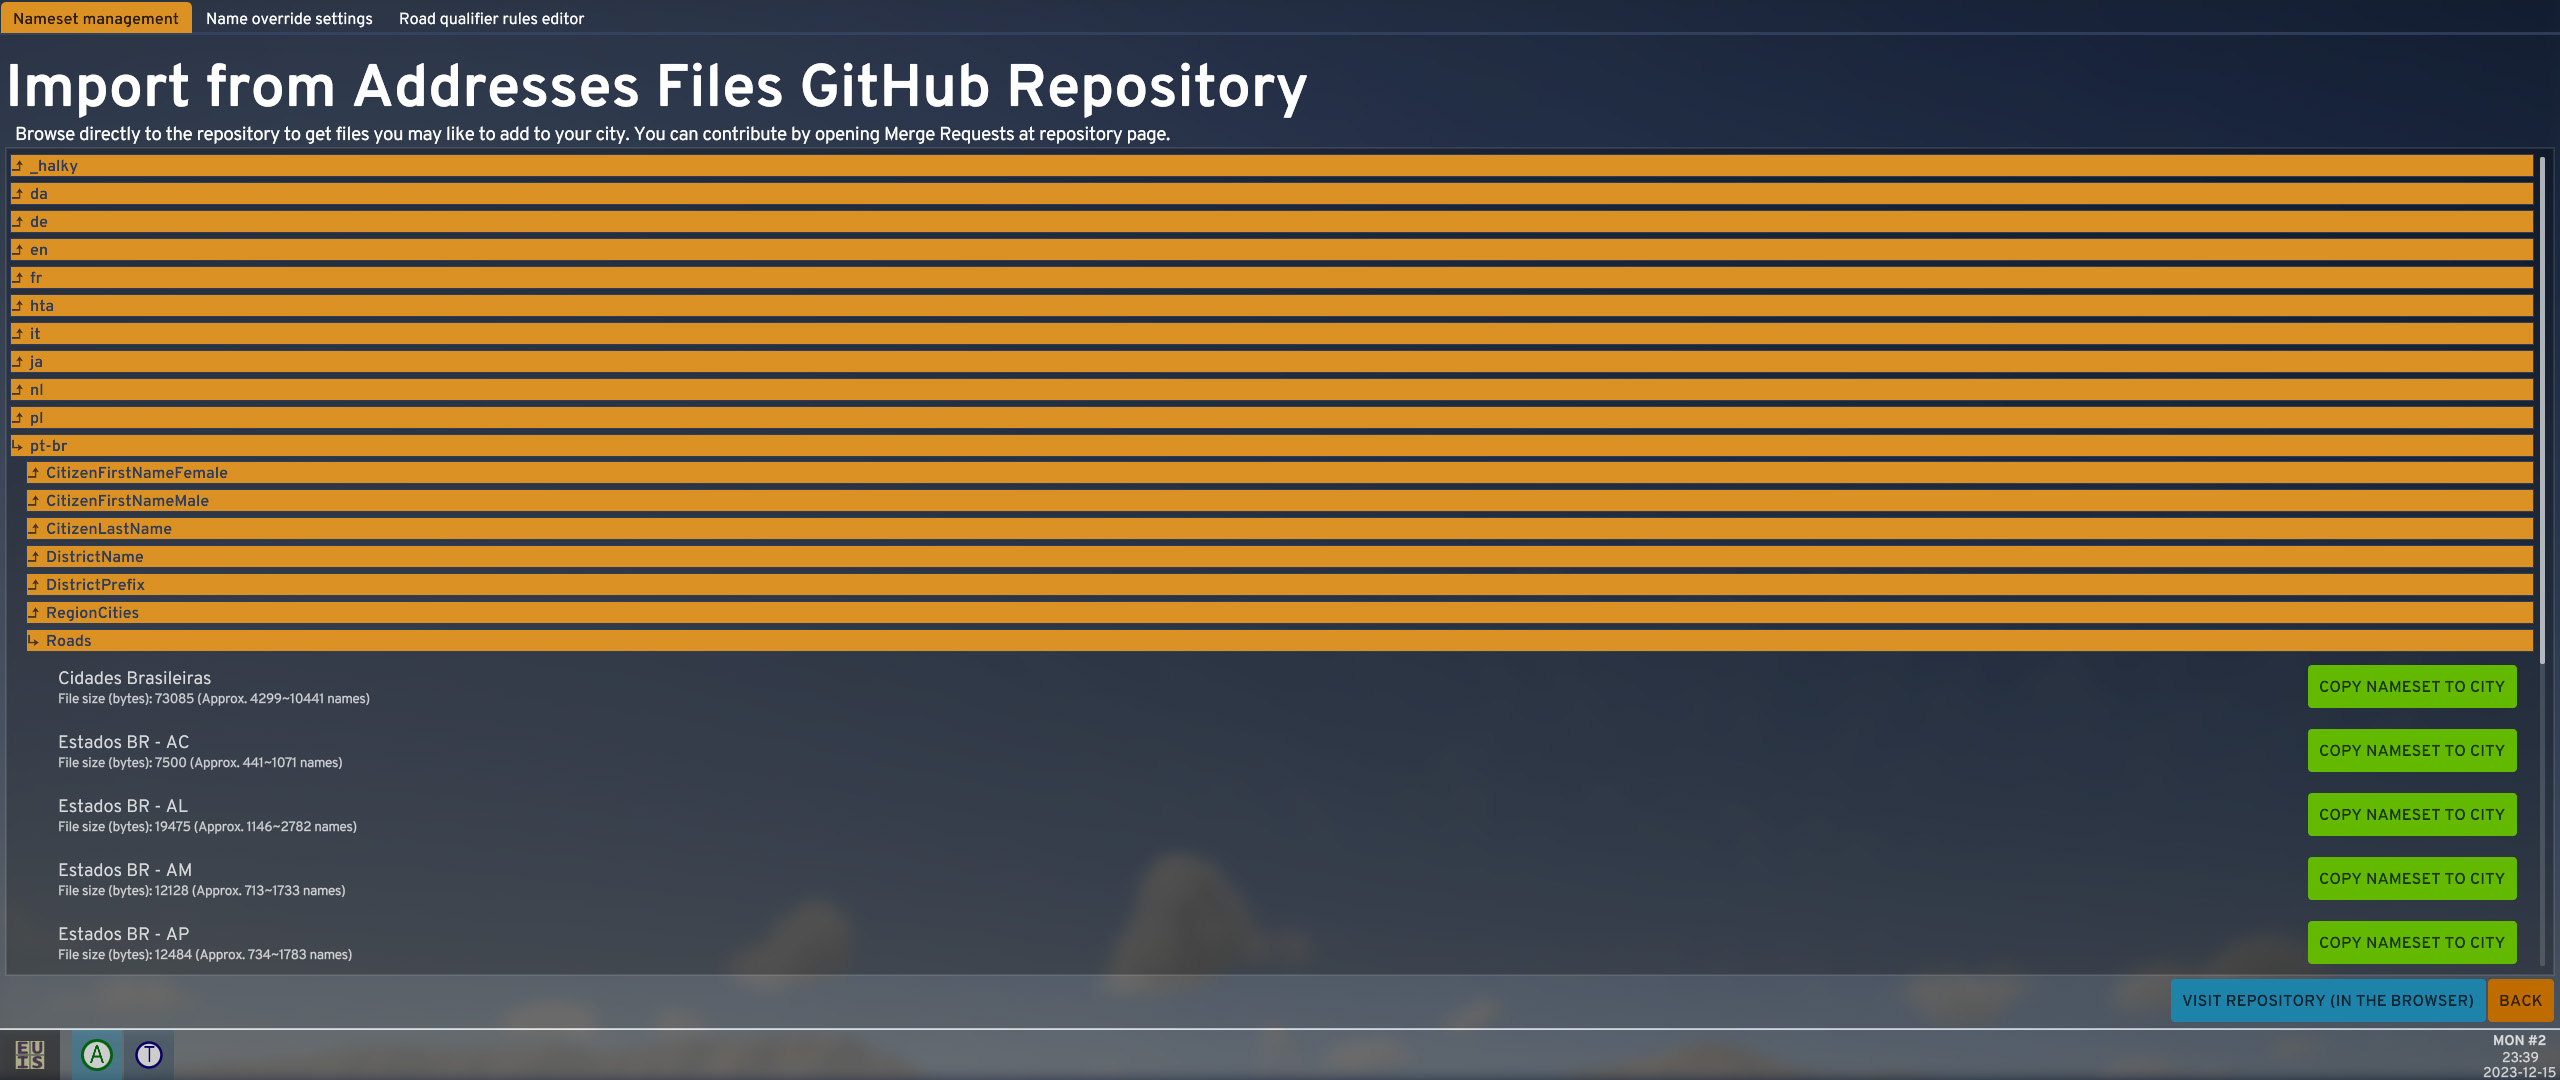 Nameset management
Name override settings
Road qualifier rules editor
Import from Addresses Files GitHub Repository
Browse directly to the repository to get files you may like to add to your city. You can contribute by opening Merge Requests at repository page.
_halky
da
de
en
fr
hta
it
ja
nl
pl
pt-br
CitizenFirstNameFemale
CitizenFirstNameMale
CitizenLastName
DistrictName
DistrictPrefix
RegionCities
Roads
Cidades Brasileiras
File size (bytes): 73085 (Approx. 4299~10441 names)
COPY NAMESET TO CITY
Estados BR - AC
File size (bytes): 7500 (Approx. 441~1071 names)
COPY NAMESET TO CITY
Estados BR - AL
File size (bytes): 19475 (Approx. 1146~2782 names)
COPY NAMESET TO CITY
Estados BR - AM
File size (bytes): 12128 (Approx. 713~1733 names)
COPY NAMESET TO CITY
Estados BR - AP
File size (bytes): 12484 (Approx. 734~1783 names)
COPY NAMESET TO CITY
VISIT REPOSITORY (IN THE BROWSER)
BACK
EU
IS
A
T
MON #2
23:39
2023-12-15